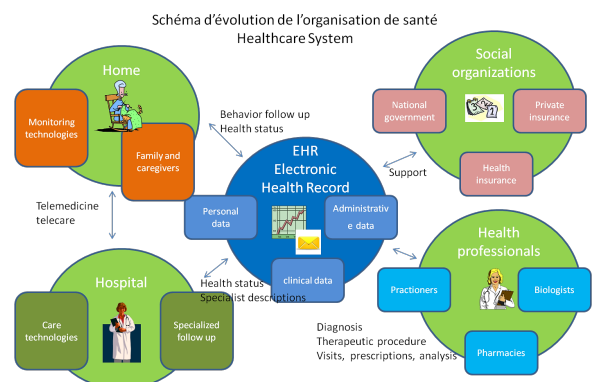 Schéma d'évolution de l'organisation de santé
Healthcare System
Home
Monitoring
technologies
Family and
caregivers
Behavior follow up
Health status
Social
organizations
National
government
Private
insurance
Health
insurance
EHR
Electronic
Health Record
Personal
data
Administrativ
e data
clinical data
Support
Telemedicine
telecare
Hospital
Care
technologies
Specialized
follow up
Health status
Specialist descriptions
Health
professionals
Practioners
Biologists
Pharmacies
Diagnosis
Therapeutic procedure
Visits, prescriptions, analysis